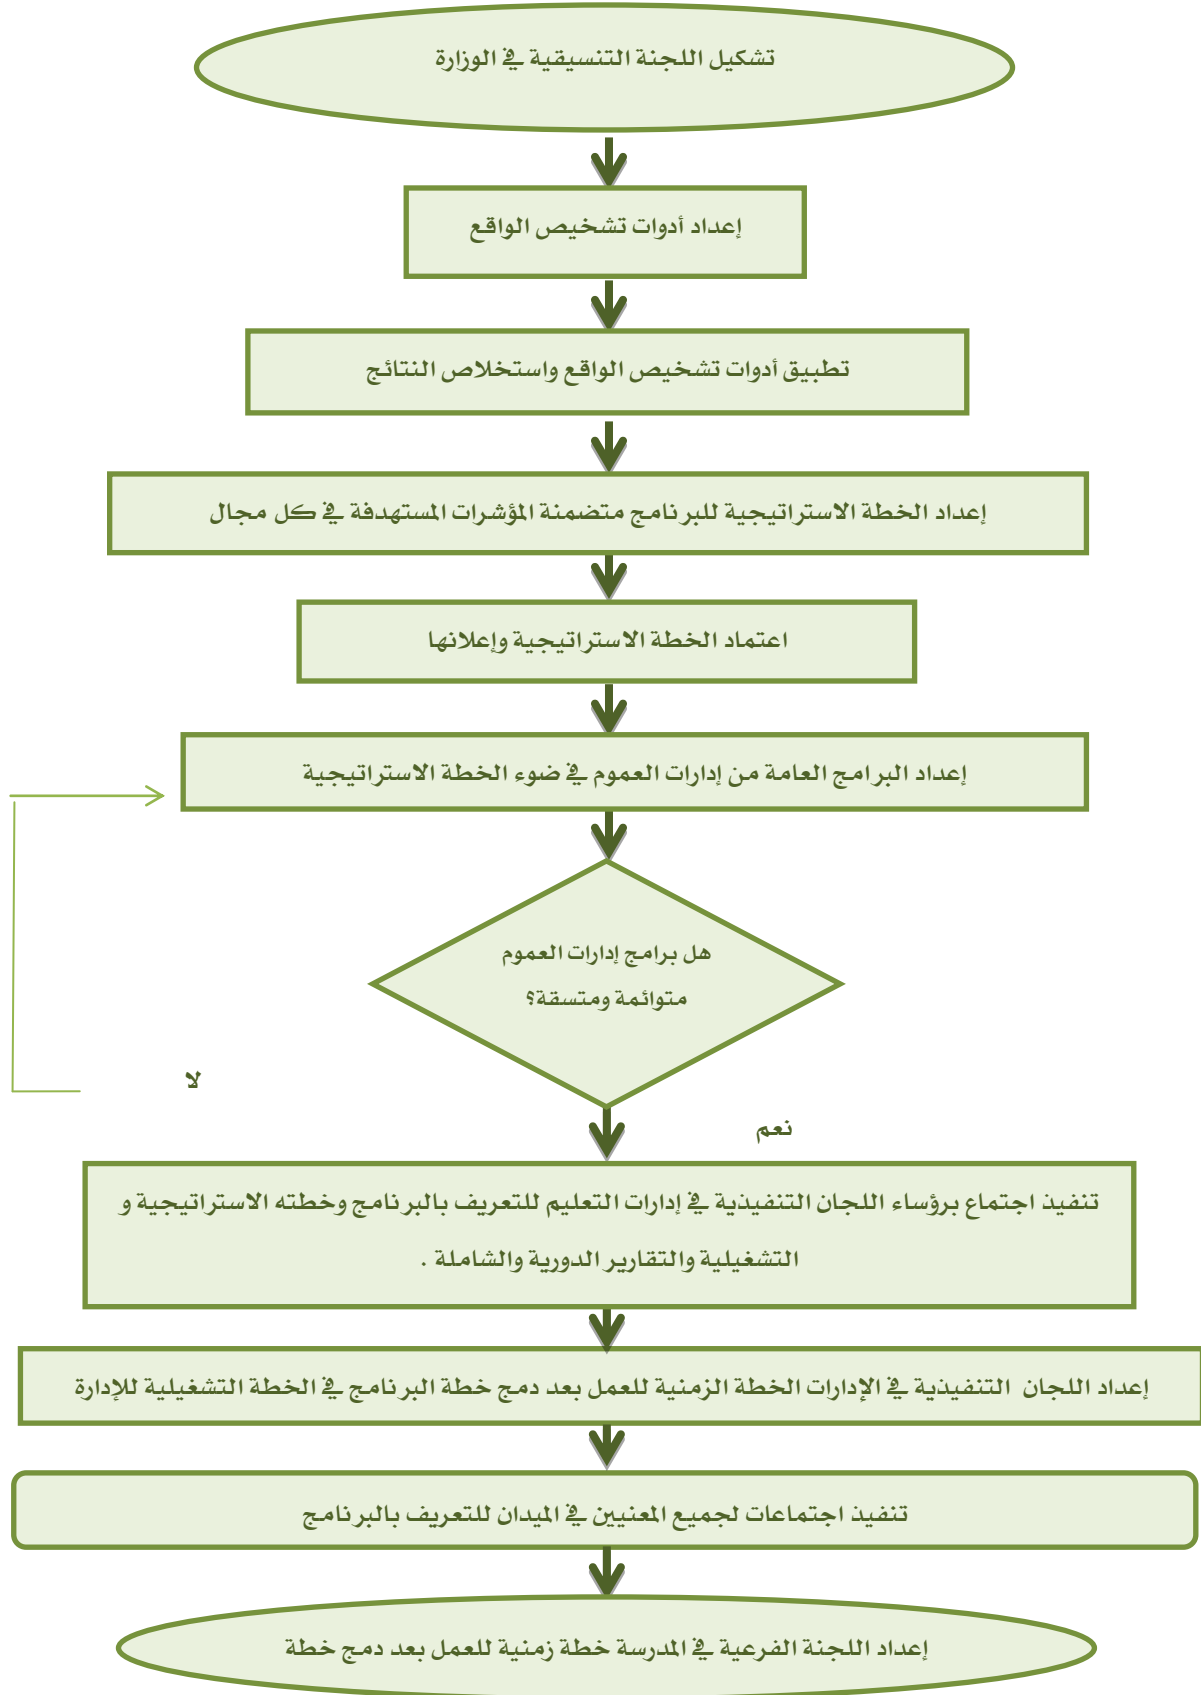 تشكيل اللجنة التنسيقية في الوزارة
إعداد أدوات تشخيص الواقع
تطبيق أدوات تشخيص الواقع واستخلاص النتائج
إعداد الخطة الاستراتيجية للبرنامج متضمنة المؤشرات المستهدفة في كل مجال
اعتماد الخطة الاستراتيجية وإعلانها
إعداد البرامج العامة من إدارات العموم في ضوء الخطة الاستراتيجية
هل برامج إدارات العموم
متوائمة ومتسقة؟
لا
نعم
تنفيذ اجتماع برؤساء اللجان التنفيذية في إدارات التعليم للتعريف بالبرنامج وخطته الاستراتيجية و
التشغيلية والتقارير الدورية والشاملة .
إعداد اللجان التنفيذية في الإدارات الخطة الزمنية للعمل بعد دمج خطة البرنامج في الخطة التشغيلية للإدارة
تنفيذ اجتماعات لجميع المعنيين في الميدان للتعريف بالبرنامج
إعداد اللجنة الفرعية في المدرسة خطة زمنية للعمل بعد دمج خطة